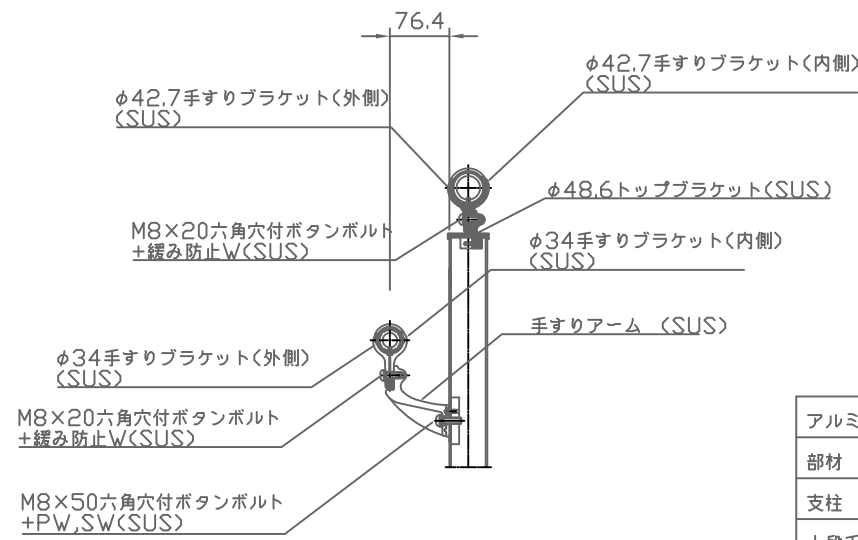 76.4
φ42.7手すりブラケット(内側)
(SUS)
φ42.7手すりブラケット(外側)
(SUS)
φ48.6トップブラケット(SUS)
M8×20六角穴付ボタンボルト
+緩み防止W(SUS)
φ34手すりブラケット(内側)
(SUS)
手すりアーム (SUS)
φ34手すりブラケット(外側)
(SUS)
M8×20六角穴付ボタンボルト
+緩み防止W(SUS)
M8×50六角穴付ボタンボルト
+PW,SW(SUS)
アルミ
部材
支柱